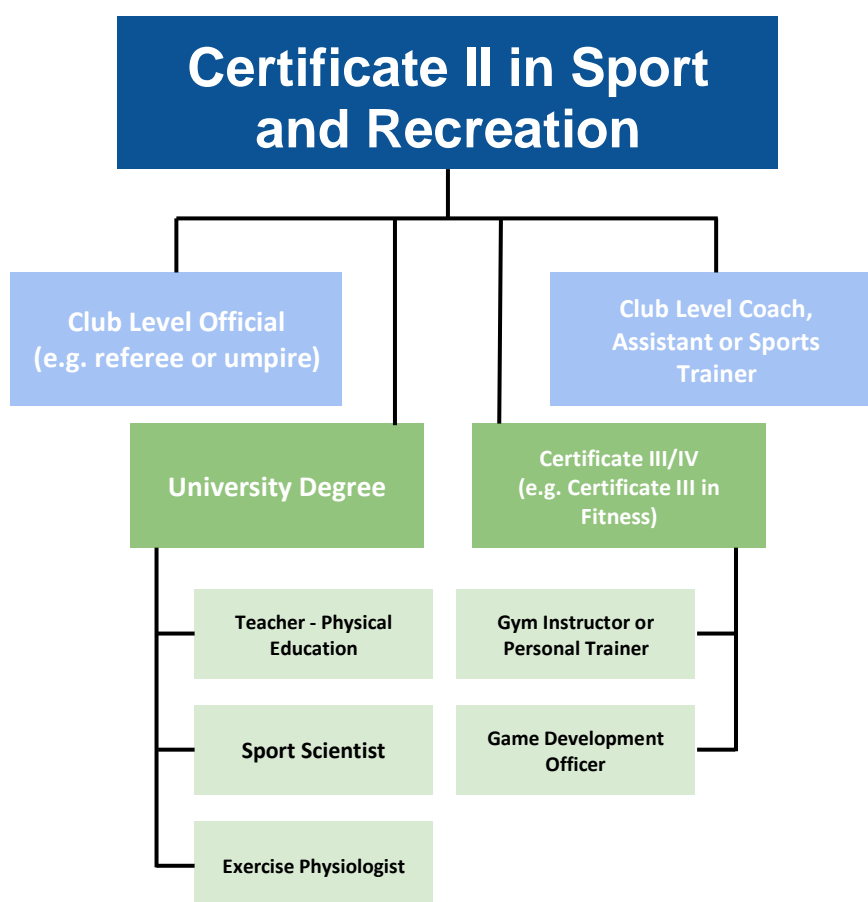 Certificate II in Sport
and Recreation
Club Level Official
(e.g. referee or umpire)
Club Level Coach,
Assistant or Sports
Trainer
University Degree
Certificate III/IV
(e.g. Certificate III in
Fitness)
Teacher - Physical
Education
Gym Instructor or
Personal Trainer
Sport Scientist
Game Development
Officer
Exercise Physiologist